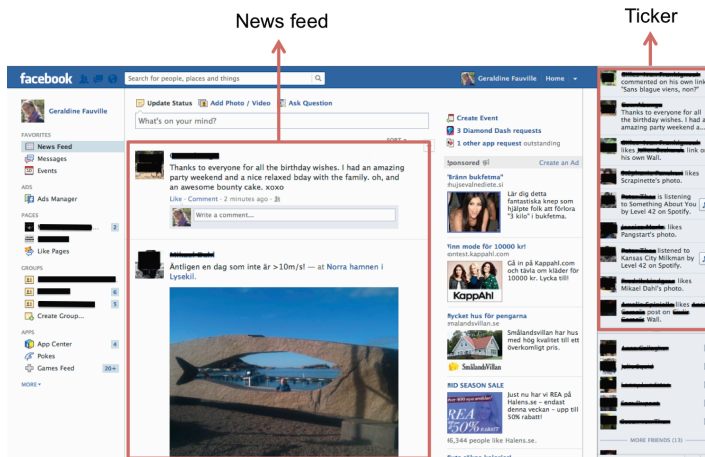 News feed
Ticker
facebook
Search for people, places and things
Geraldine Fauville
Home
Geraldine Fauville
FAVORITES
News Feed
Messages
Events
ADS
Ads Manager
PAGES
2
Like Pages
GROUPS
6
5
Create Group...
APPS
App Center 4
Pokes
Games Feed 20+
MORE
Update Status Add Photo / Video Ask Question
What's on your mind?
SORT
Thanks to everyone for all the birthday wishes. I had an amazing
party weekend and a nice relaxed bday with the family. oh, and
an awesome bounty cake. xoxo
Like · Comment · 2 minutes ago ·
Write a comment...
Äntligen en dag som inte är >10m/s! — at Norra hamnen i
Lysekil.
Create Event
3 Diamond Dash requests
1 other app request outstanding
ponsored Create an Ad
"Bränn bukfetma"
hujsevalnediete.si
Lär dig detta
fantastiska knep som
hjälpte folk att förlora
"3 kilo" i bukfetma.
inn mode för 10000 kr!
ontest.kappahl.com
Gå in på Kappahl.com
och tävla om kläder för
10000 kr. Lycka till!
KappAhl
ycket hus för pengarna
malandsvillan.se
Smålandsvillan har hus
med hög kvalitet till ett
överkomligt pris.
SmålandsVillan
MID SEASON SALE
Just nu har vi REA på
Halens.se - endast
denna veckan - upp till
50% rabatt!
REA
50% RABATT
6,344 people like Halens.se.
commented on his own link
"Sans blague viens, non?"
Thanks to everyone for all
the birthday wishes. I had a
amazing party weekend a...
likes link o
his own Wall.
likes
Scrapinette's photo.
is listening
to Something About You
by Level 42 on Spotify.
likes
Pangstart's photo.
listened to
Kansas City Milkman by
Level 42 on Spotify.
likes
Mikael Dahl's photo.
likes
post on
Wall.
MORE FRIENDS (13)